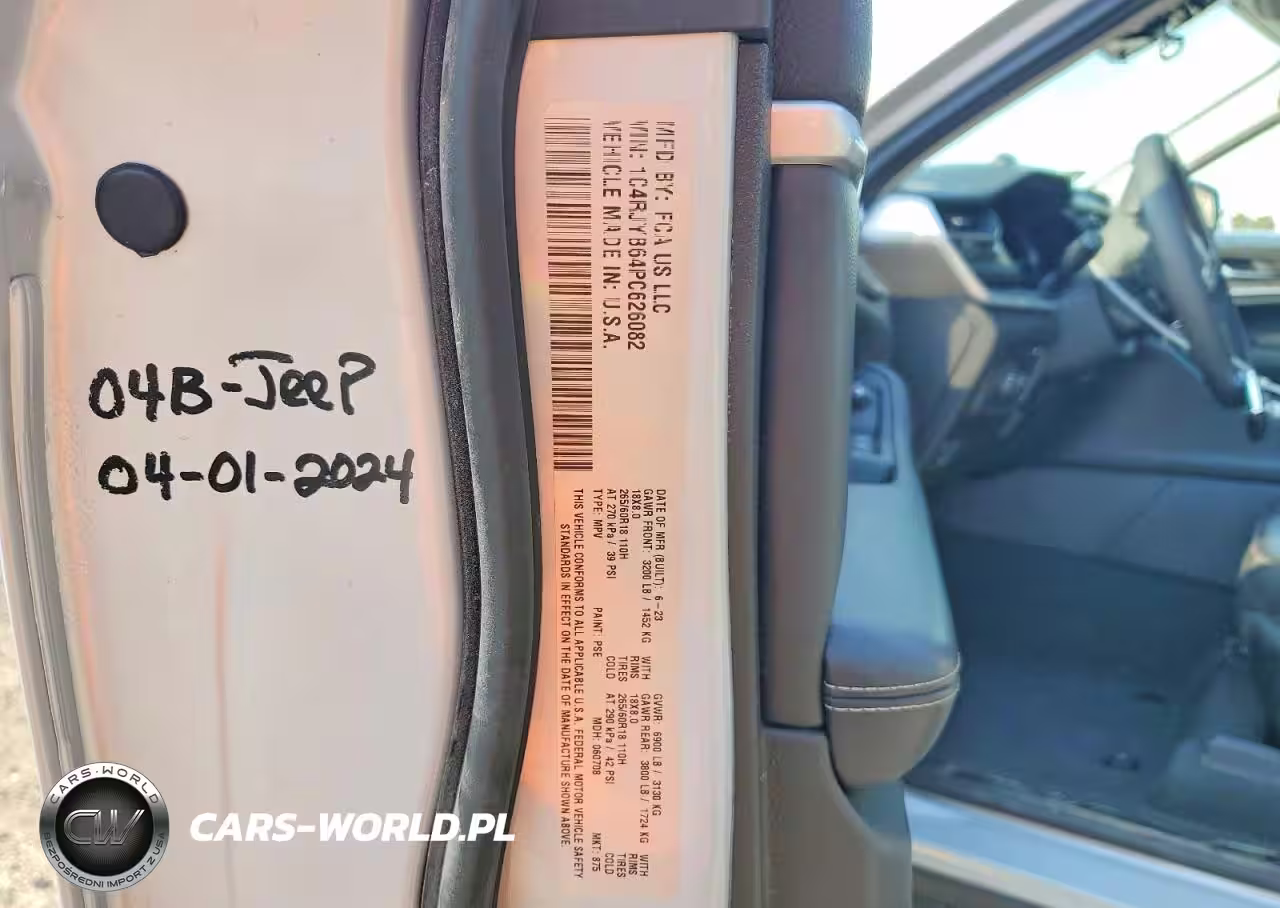 04B-JeeP
04-01-2024
MFD BY: FCA US LLC
VIN: 1C4RJYB64PC626082
VEHICLE MADE IN: U.S.A.
DATE OF MFR (BUILT): 6-23 GVWR: 6900 LB / 3130 KG
GAWR FRONT: 3200 LB / 1452 KG WITH GAWR REAR: 3800 LB / 1724 KG WITH
18X8.0 RIMS 18X8.0 RIMS
265/60R18 110H TIRES 265/60R18 110H TIRES
AT 270 kPa / 39 PSI COLD AT 290 kPa / 42 PSI COLD
TYPE: MPV PAINT: PSE MDH: 060708 MKT: 875
THIS VEHICLE CONFORMS TO ALL APPLICABLE U.S.A. FEDERAL MOTOR VEHICLE SAFETY
STANDARDS IN EFFECT ON THE DATE OF MANUFACTURE SHOWN ABOVE.
CARS-WORLD
CW
BEZPOŚREDNI IMPORT Z USA
CARS-WORLD.PL